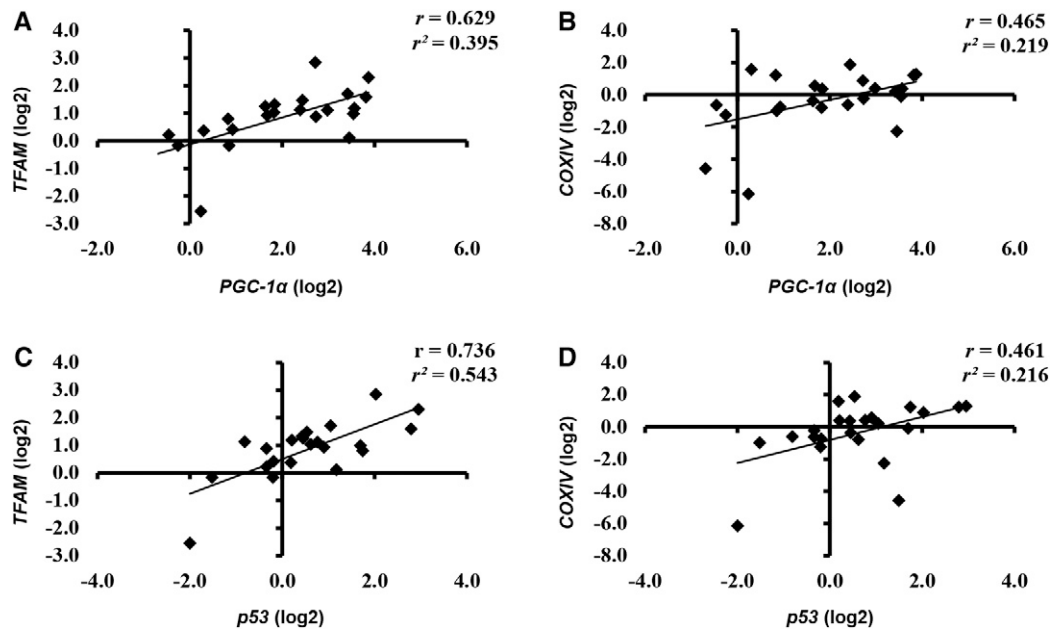 A
r = 0.629
r² = 0.395
4.0
3.0
2.0
1.0
0.0
-1.0
-2.0
-3.0
TFAM (log2)
-2.0 0.0 2.0 4.0 6.0
PGC-1α (log2)
B
r = 0.465
r² = 0.219
4.0
2.0
0.0
-2.0
-4.0
-6.0
-8.0
COXIV (log2)
-2.0 0.0 2.0 4.0 6.0
PGC-1α (log2)
C
r = 0.736
r² = 0.543
4.0
3.0
2.0
1.0
0.0
-1.0
-2.0
-3.0
TFAM (log2)
-4.0 -2.0 0.0 2.0 4.0
p53 (log2)
D
r = 0.461
r² = 0.216
4.0
2.0
0.0
-2.0
-4.0
-6.0
-8.0
COXIV (log2)
-4.0 -2.0 0.0 2.0 4.0
p53 (log2)